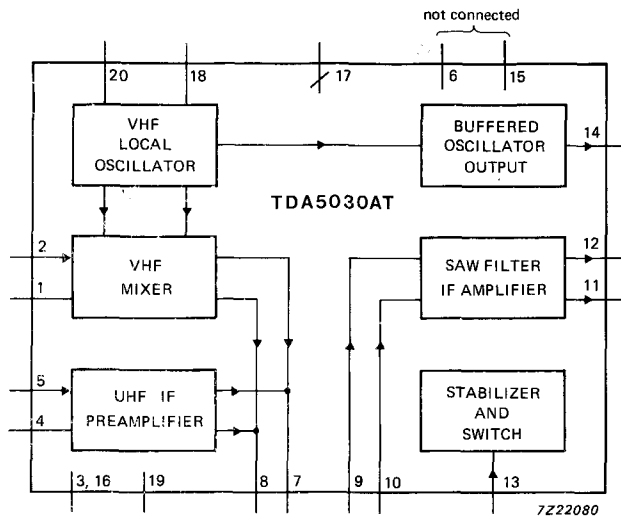 not connected
20
18
17
6
15
VHF
LOCAL
OSCILLATOR
BUFFERED
OSCILLATOR
OUTPUT
14
TDA5030AT
2
1
VHF
MIXER
SAW FILTER
IF AMPLIFIER
12
11
5
4
UHF IF
PREAMPLIFIER
STABILIZER
AND
SWITCH
3, 16
19
8
7
9
10
13
7Z22080